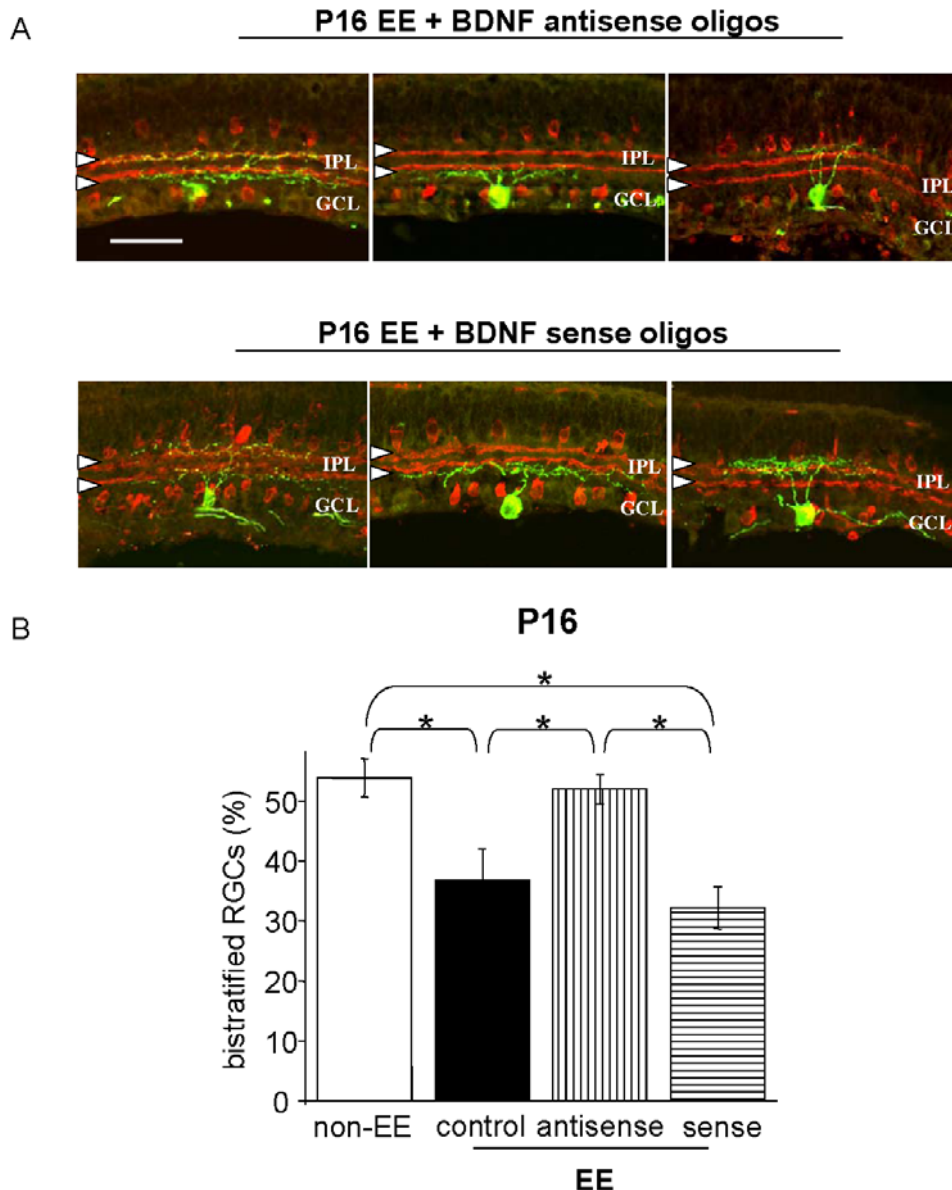 A
P16 EE + BDNF antisense oligos
IPL
GCL
IPL
GCL
IPL
GCL
P16 EE + BDNF sense oligos
IPL
GCL
IPL
GCL
IPL
GCL
B
P16
*
* * *
bistratified RGCs (%)
50
40
30
20
10
0
non-EE control antisense sense
EE